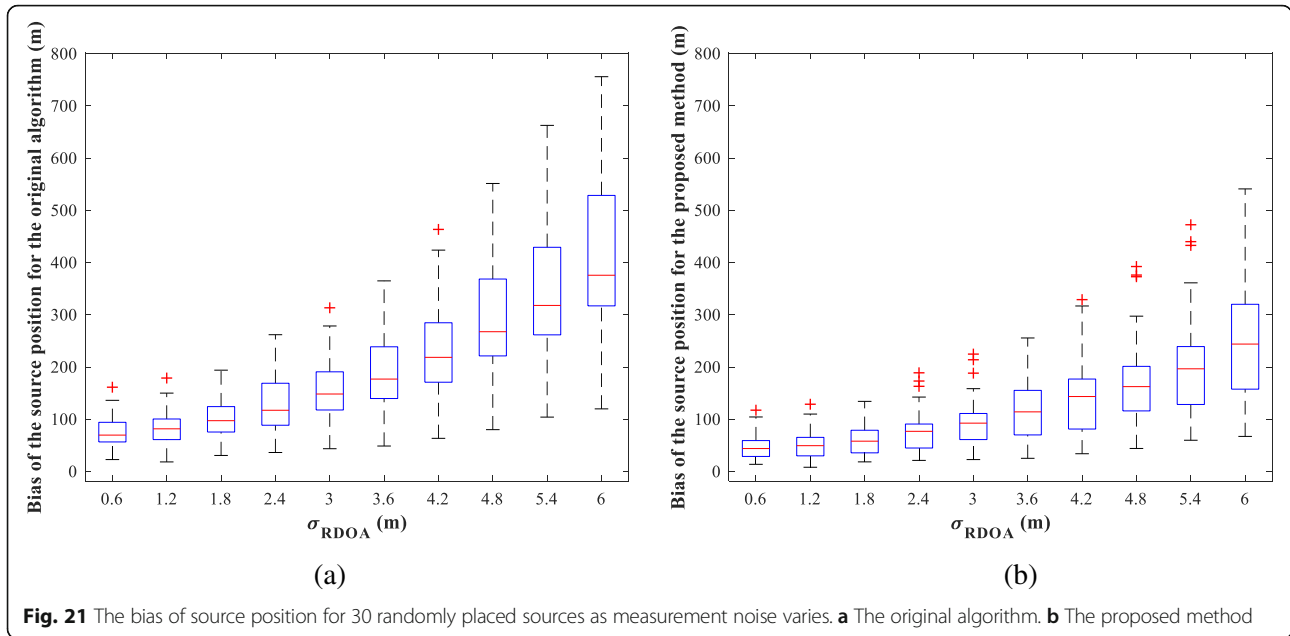 Bias of the source position for the original algorithm (m)
800
700
600
500
400
300
200
100
0
0.6 1.2 1.8 2.4 3 3.6 4.2 4.8 5.4 6
σRDOA (m)
(a)
Bias of the source position for the proposed method (m)
800
700
600
500
400
300
200
100
0
0.6 1.2 1.8 2.4 3 3.6 4.2 4.8 5.4 6
σRDOA (m)
(b)
Fig. 21 The bias of source position for 30 randomly placed sources as measurement noise varies. a The original algorithm. b The proposed method